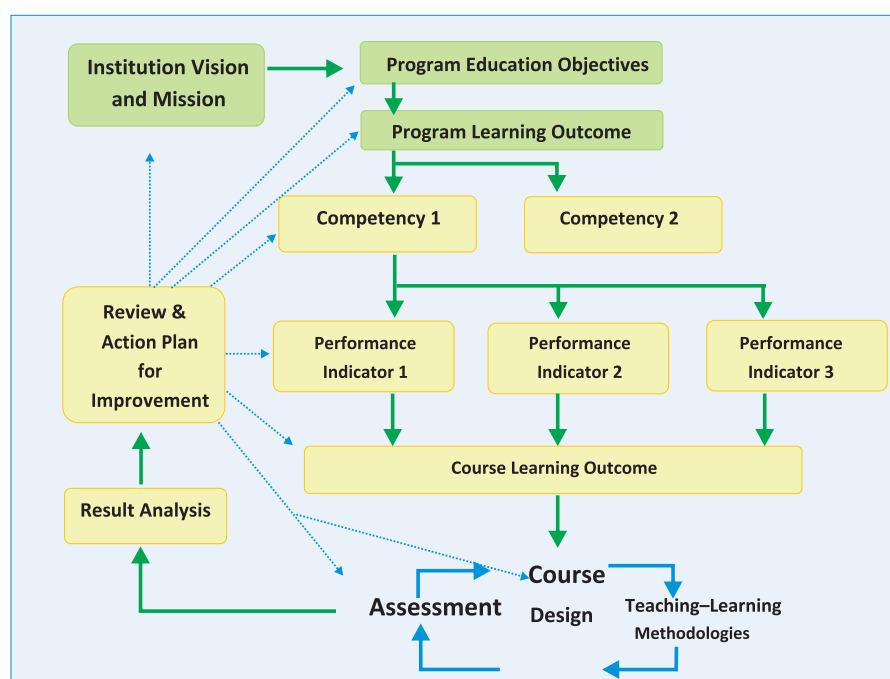 Institution Vision
and Mission
Program Education Objectives
Program Learning Outcome
Competency 1
Competency 2
Review &
Action Plan
for
Improvement
Performance
Indicator 1
Performance
Indicator 2
Performance
Indicator 3
Course Learning Outcome
Result Analysis
Course
Design
Assessment
Teaching–Learning
Methodologies